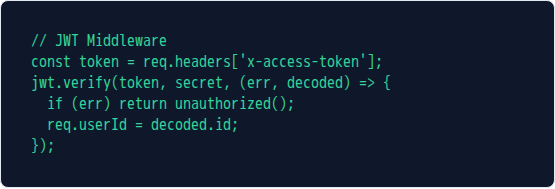 // JWT Middleware
const token = req.headers['x-access-token'];
jwt.verify(token, secret, (err, decoded) => {
  if (err) return unauthorized();
  req.userId = decoded.id;
});